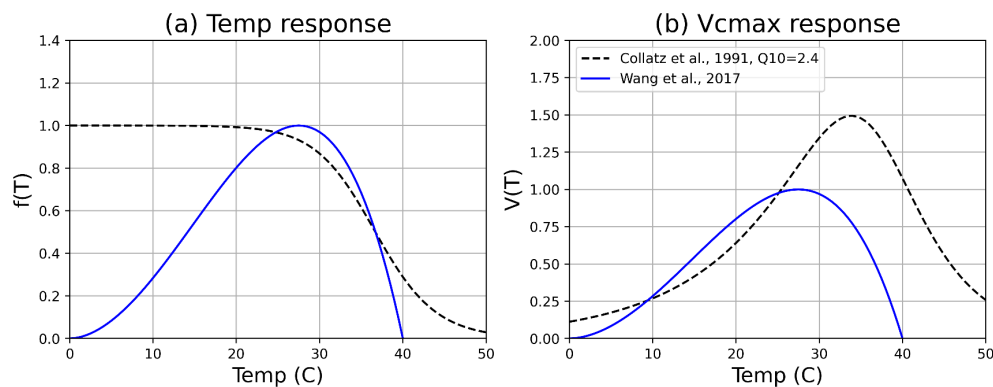 (a) Temp response
f(T)
1.4
1.2
1.0
0.8
0.6
0.4
0.2
0.0
0 10 20 30 40 50
Temp (C)
(b) Vcmax response
V(T)
2.00
1.75
1.50
1.25
1.00
0.75
0.50
0.25
0.00
Collatz et al., 1991, Q10=2.4
Wang et al., 2017
0 10 20 30 40 50
Temp (C)